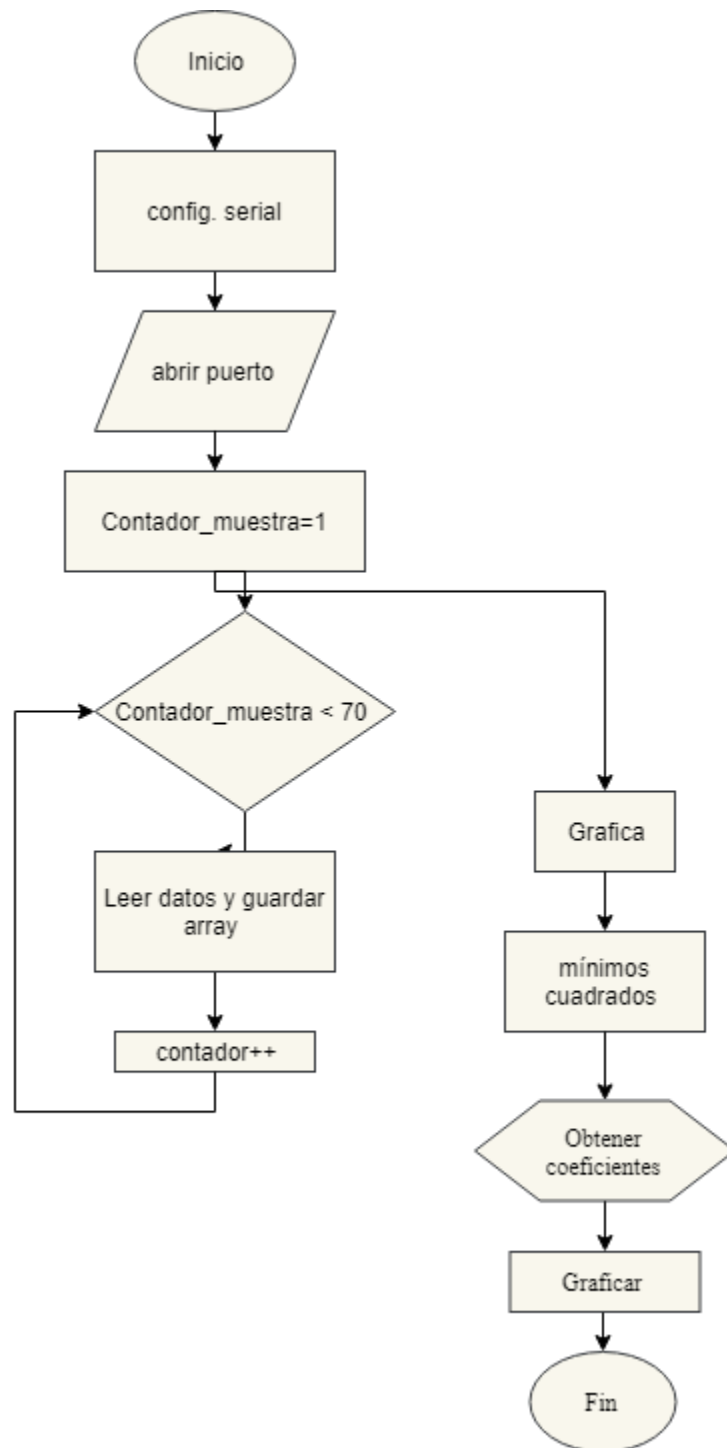 Inicio
config. serial
abrir puerto
Contador_muestra=1
Contador_muestra < 70
Leer datos y guardar
array
contador++
Grafica
mínimos
cuadrados
Obtener
coeficientes
Graficar
Fin